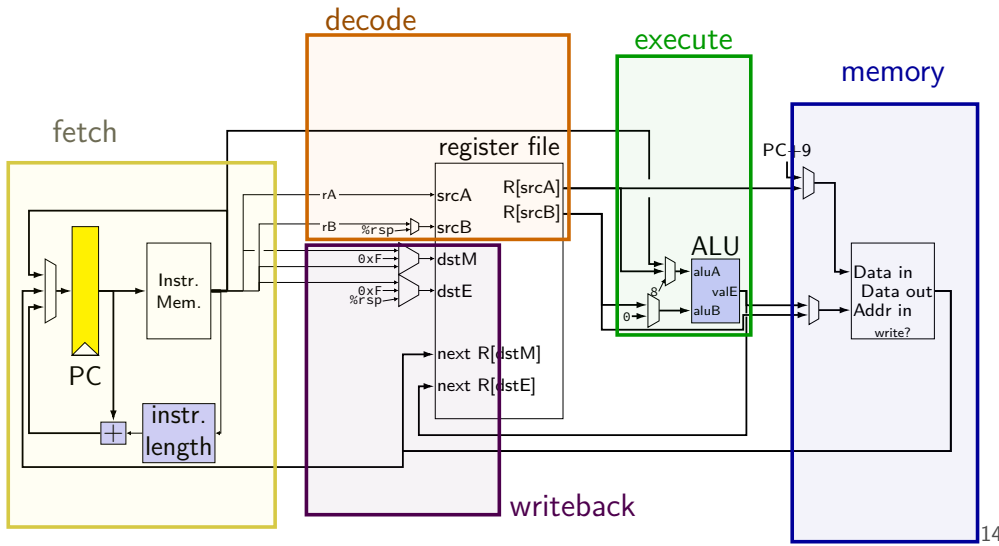 decode
execute
memory
fetch
PC+9
register file
rA
srcA
R[srcA]
rB
%rsp
srcB
R[srcB]
0xF
dstM
0xF
%rsp
dstE
Instr.
Mem.
PC
ALU
aluA
8
valE
aluB
0
Data in
Data out
Addr in
write?
next R[dstM]
next R[dstE]
+
instr.
length
writeback
14